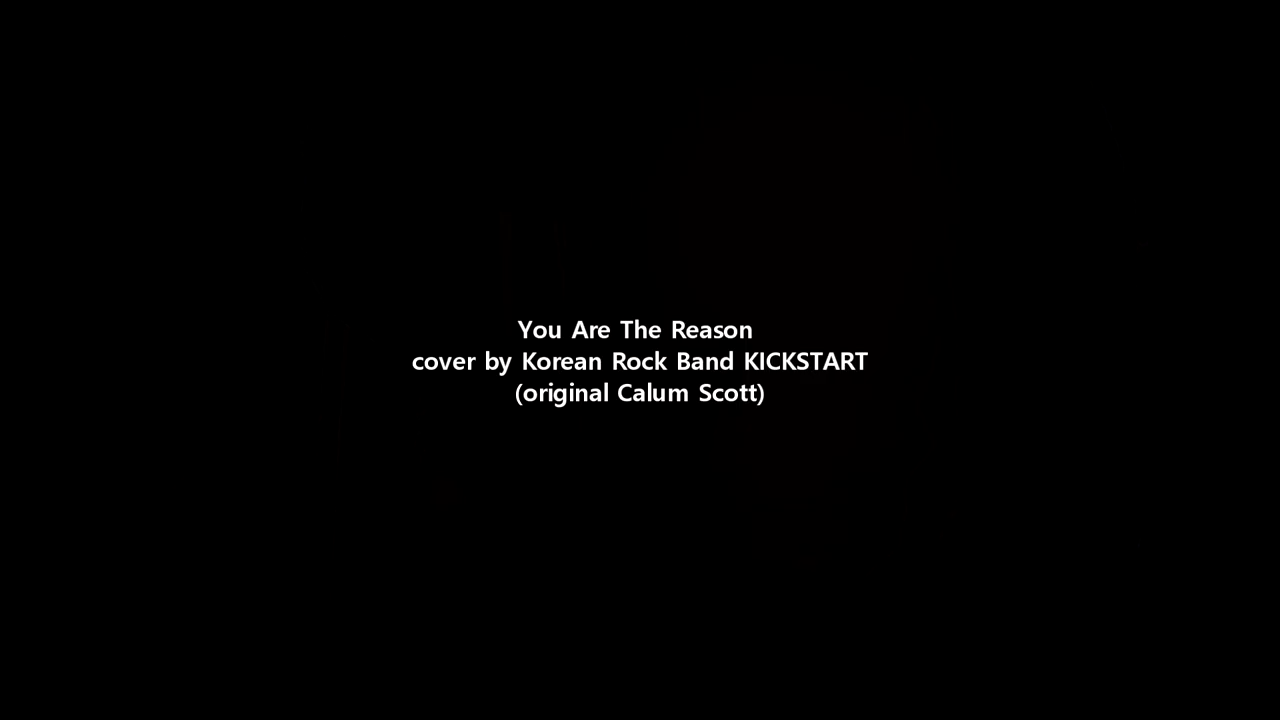 You Are The Reason
cover by Korean Rock Band KICKSTART
(original Calum Scott)